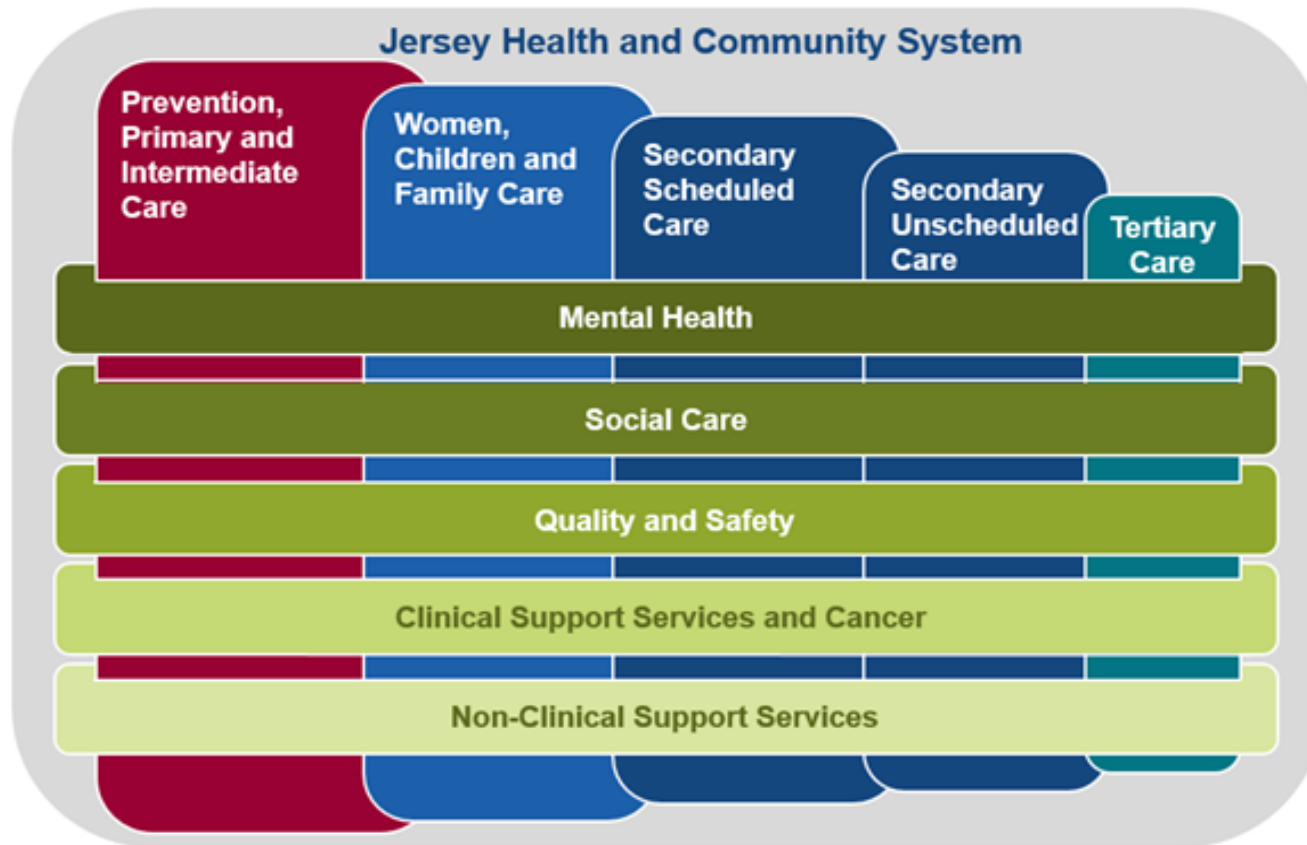 Jersey Health and Community System
Prevention,
Primary and
Intermediate
Care
Women,
Children and
Family Care
Secondary
Scheduled
Care
Secondary
Unscheduled
Care
Tertiary
Care
Mental Health
Social Care
Quality and Safety
Clinical Support Services and Cancer
Non-Clinical Support Services